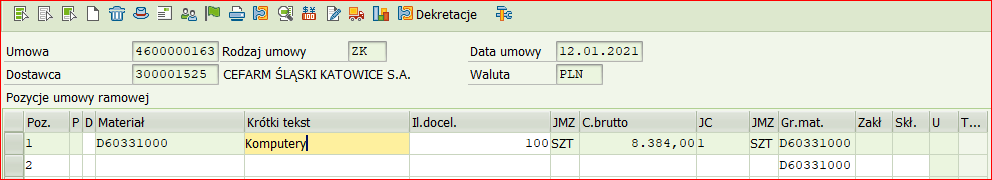 Dekretacje
Umowa 4600000163 Rodzaj umowy ZK Data umowy 12.01.2021
Dostawca 300001525 CEFARM ŚLĄSKI KATOWICE S.A. Waluta PLN
Pozycje umowy ramowej
Poz. P D Materiał Krótki tekst Il.docel. JMZ C.brutto JC JMZ Gr.mat. Zakł Skł. U T...
1 D60331000 Komputery 100 SZT 8.384,00 1 SZT D60331000
2 D60331000